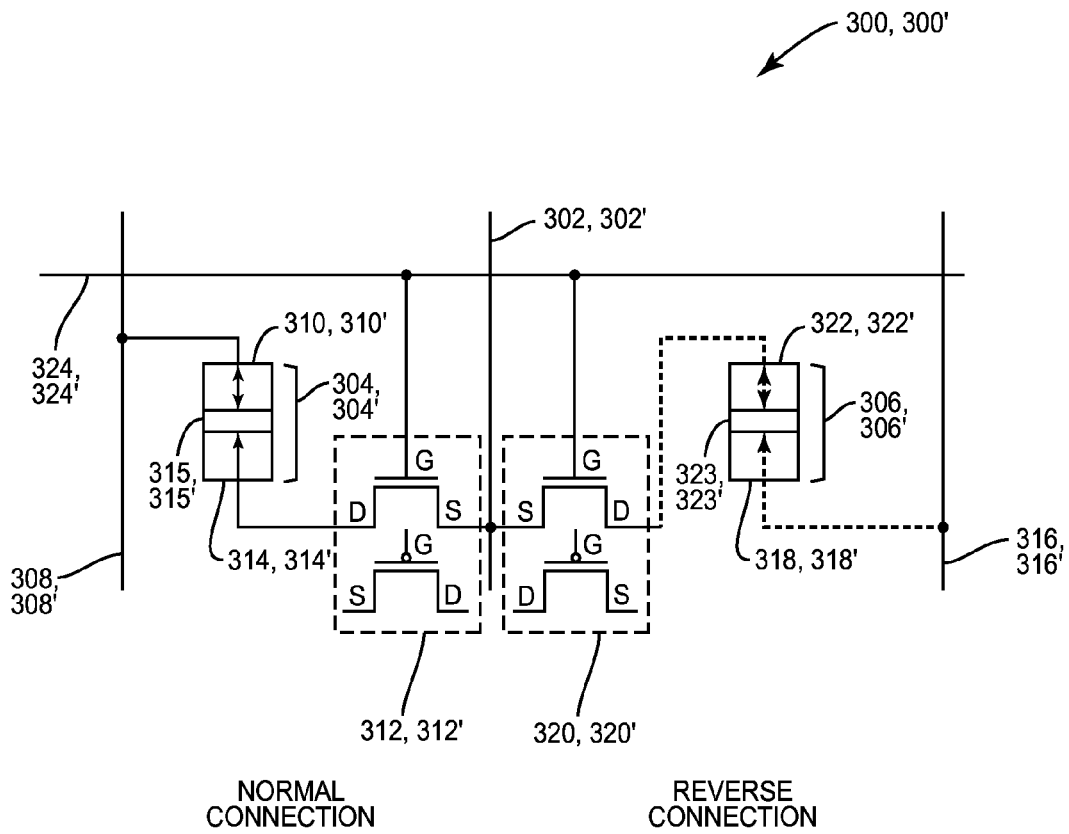 300, 300'
302, 302'
310, 310'
322, 322'
324,
324'
304,
304'
306,
306'
315,
315'
323,
323'
G
G
D
S
S
D
314, 314'
G
G
318, 318'
316,
316'
308,
308'
S
D
D
S
312, 312'
320, 320'
NORMAL
CONNECTION
REVERSE
CONNECTION